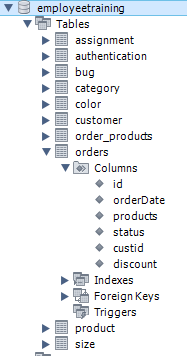 employeetraining
Tables
assignment
authentication
bug
category
color
customer
order_products
orders
Columns
id
orderDate
products
status
custid
discount
Indexes
Foreign Keys
Triggers
product
size